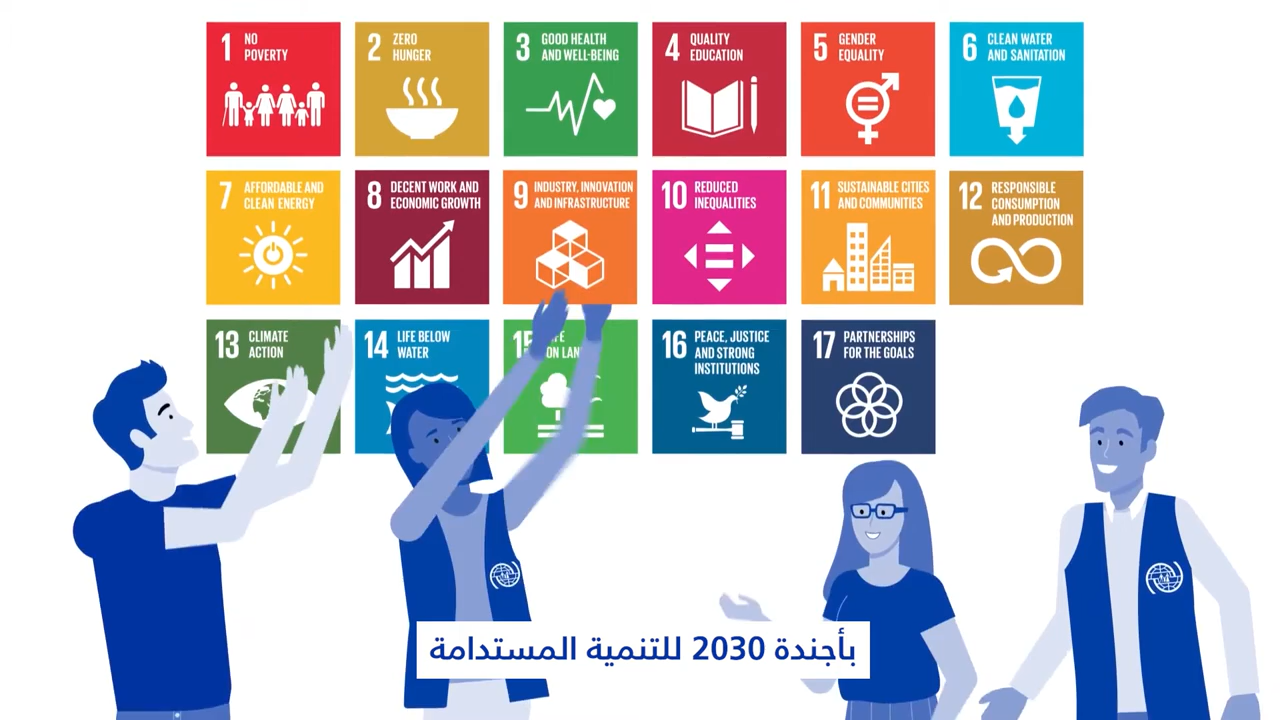 1 NO
POVERTY
2 ZERO
HUNGER
3 GOOD HEALTH
AND WELL-BEING
4 QUALITY
EDUCATION
5 GENDER
EQUALITY
6 CLEAN WATER
AND SANITATION
7 AFFORDABLE AND
CLEAN ENERGY
8 DECENT WORK AND
ECONOMIC GROWTH
9 INDUSTRY, INNOVATION
AND INFRASTRUCTURE
10 REDUCED
INEQUALITIES
11 SUSTAINABLE CITIES
AND COMMUNITIES
12 RESPONSIBLE
CONSUMPTION
AND PRODUCTION
13 CLIMATE
ACTION
14 LIFE BELOW
WATER
15
ON
16 PEACE, JUSTICE
AND STRONG
INSTITUTIONS
17 PARTNERSHIPS
FOR THE GOALS
بأجندة 2030 للتنمية المستدامة